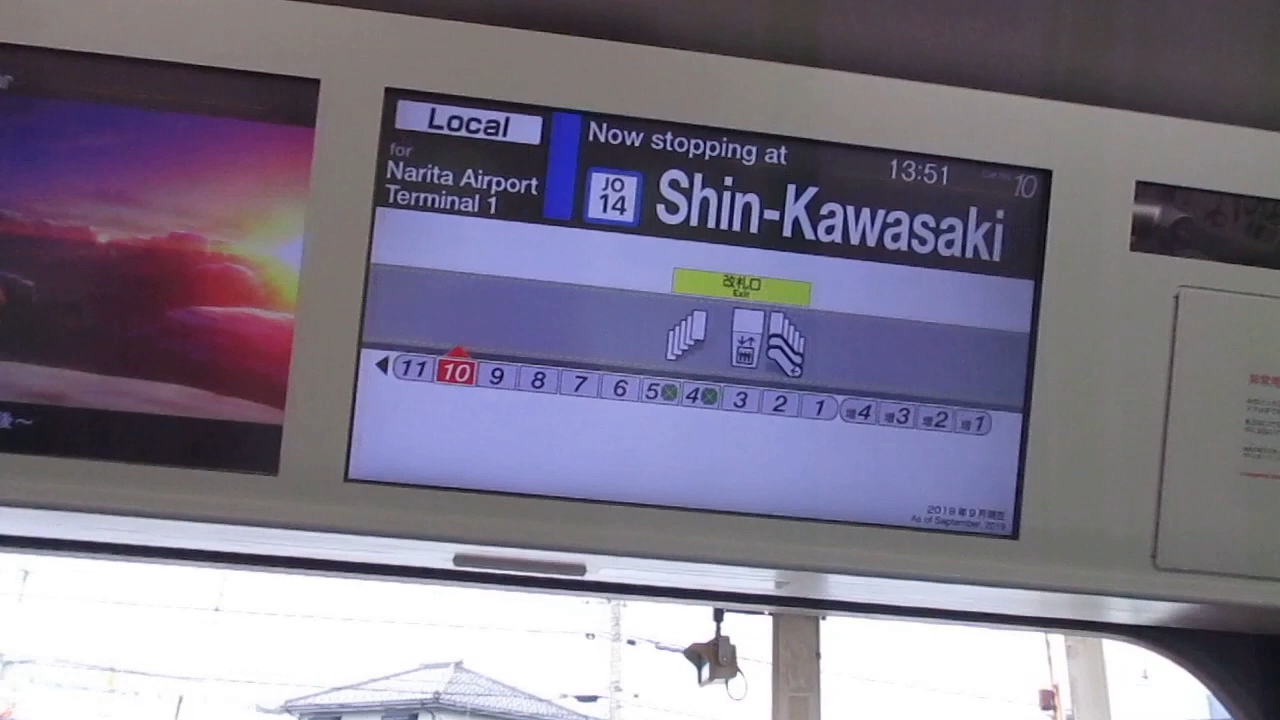 Local
for
Narita Airport
Terminal 1
Now stopping at
13:51
Car No. 10
JO
14
Shin-Kawasaki
改札口
Exit
11 10 9 8 7 6 5 4 3 2 1 増4 増3 増2 増1
2019年9月現在
As of September, 2019